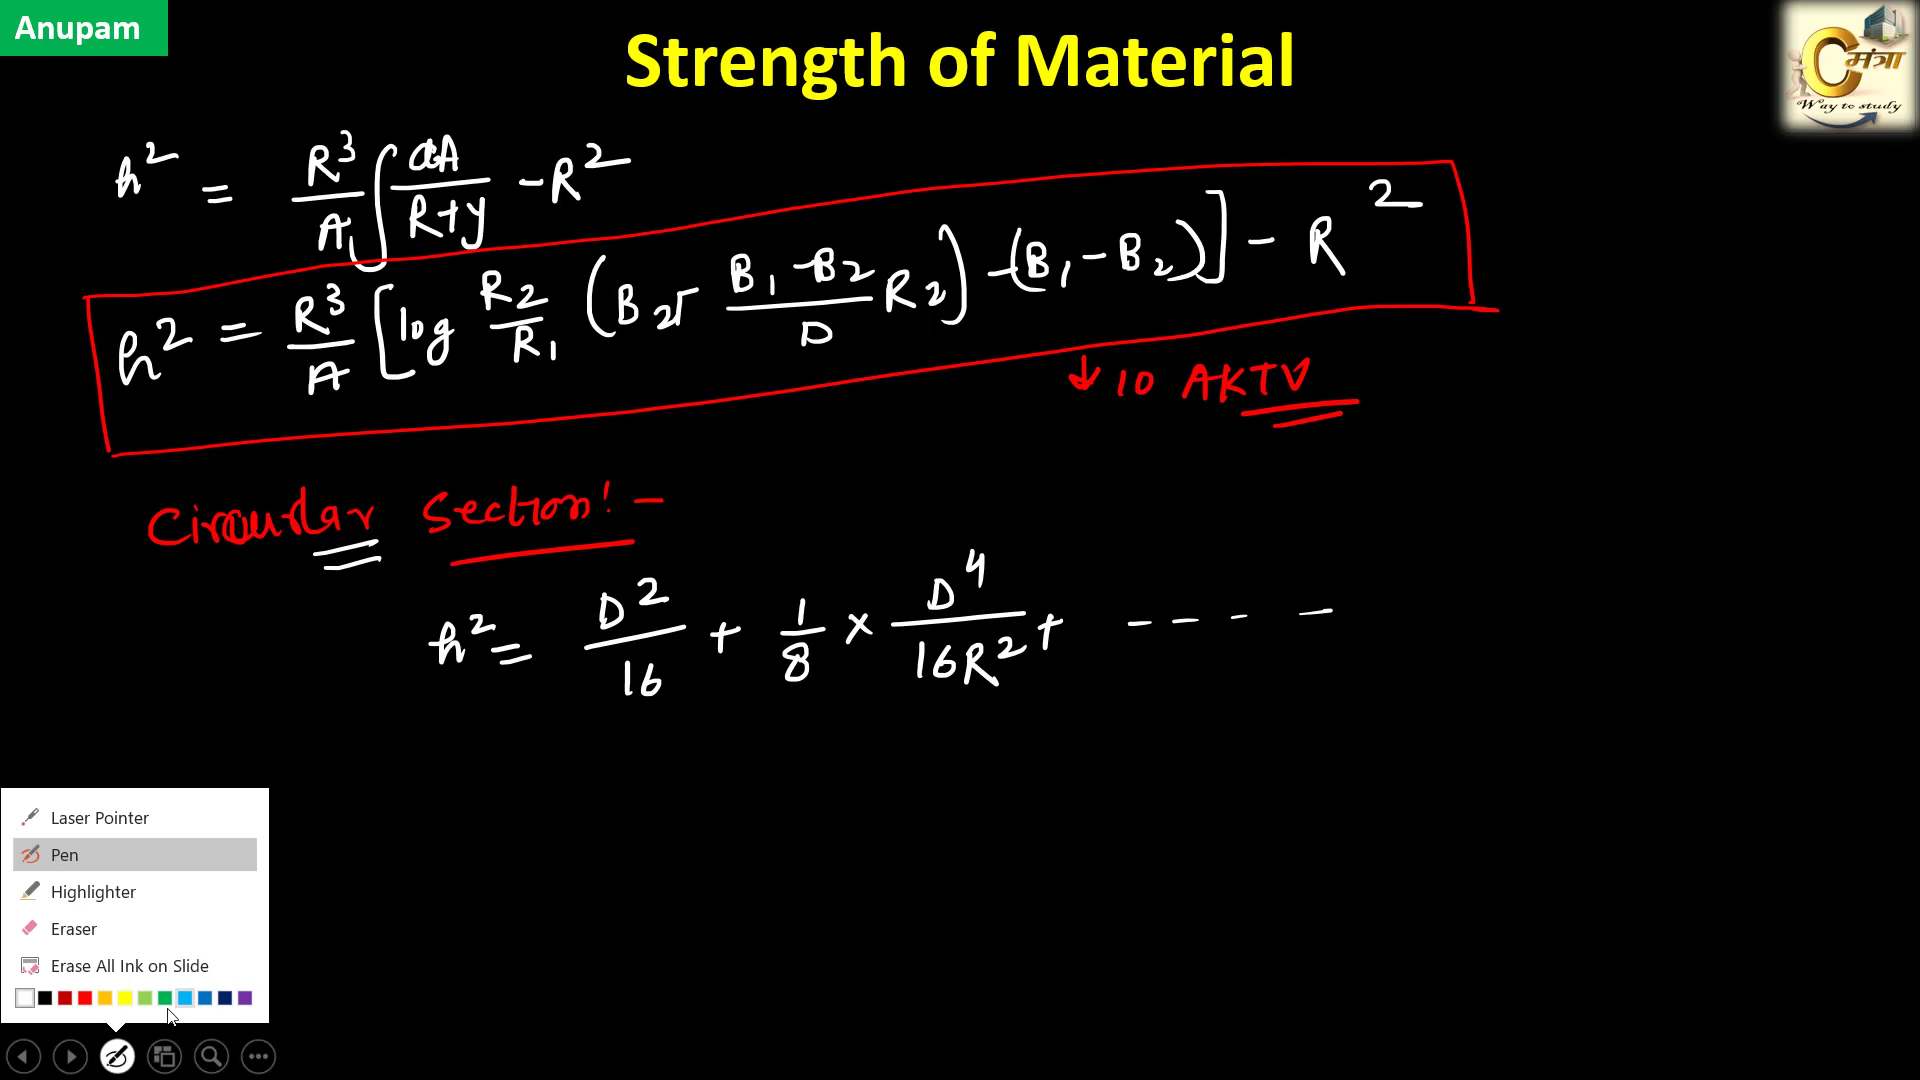 Anupam
Strength of Material
C मंत्रा
Way to study
h² = R³/A₁ ∫ dA/(R+y) - R²
h² = R³/A [log R₂/R₁ (B₂ + (B₁ - B₂)/D R₂) - (B₁ - B₂)] - R²
↓ 10 AKTU
Circular Section! -
h² = D²/16 + 1/8 × D⁴/16R² + - - - -
Laser Pointer
Pen
Highlighter
Eraser
Erase All Ink on Slide